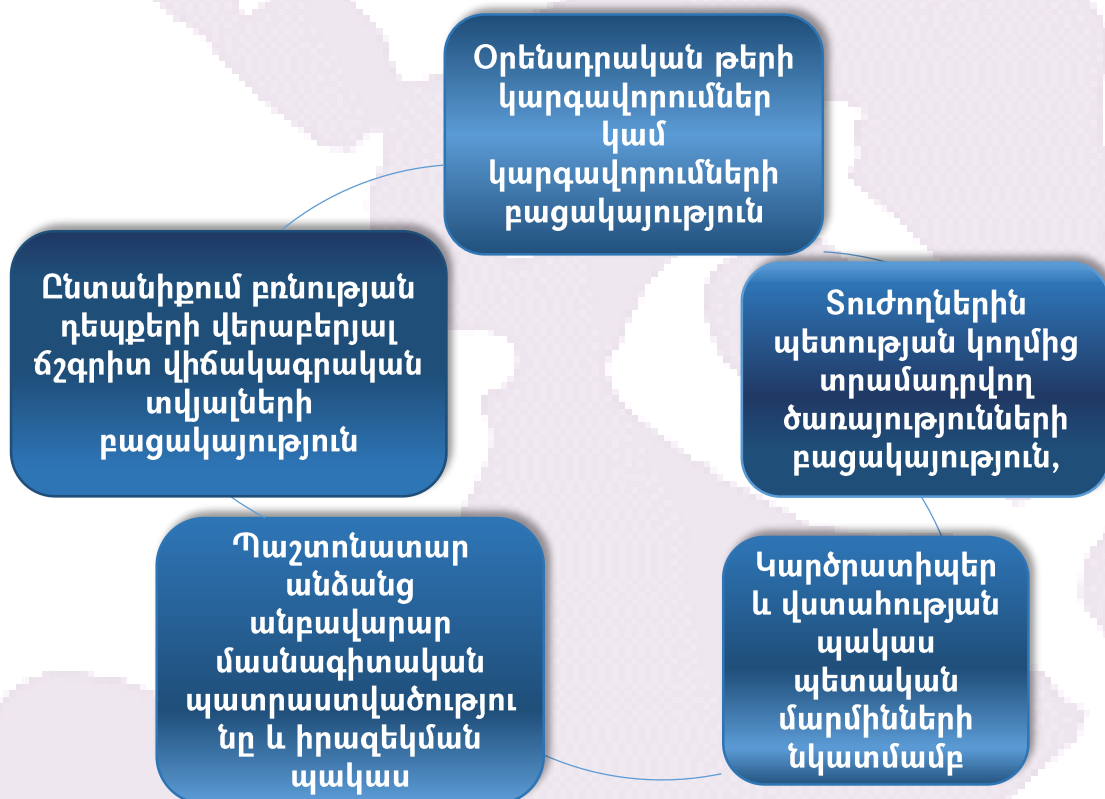 Օրենսդրական թերի
կարգավորումներ
կամ
կարգավորումների
բացակայություն
Տուժողներին
պետության կողմից
տրամադրվող
ծառայությունների
բացակայություն,
Կարծրատիպեր
և վստահության
պակաս
պետական
մարմինների
նկատմամբ
Պաշտոնատար
անձանց
անբավարար
մասնագիտական
պատրաստվածությու
նը և իրազեկման
պակաս
Ընտանիքում բռնության
դեպքերի վերաբերյալ
ճշգրիտ վիճակագրական
տվյալների
բացակայություն